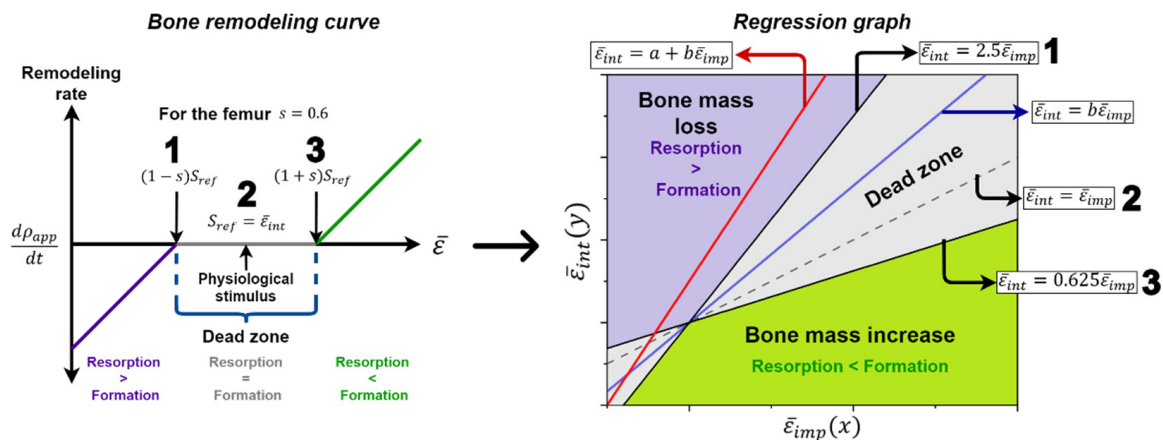 Bone remodeling curve
Remodeling
rate
For the femur s = 0.6
1
3
(1 − s)S_ref
(1 + s)S_ref
2
S_ref = ε̄_int
dρ_app
dt
ε̄
Physiological
stimulus
Dead zone
Resorption
>
Formation
Resorption
=
Formation
Resorption
<
Formation
Regression graph
ε̄_int = a + bε̄_imp
ε̄_int = 2.5ε̄_imp 1
Bone mass
loss
Resorption
>
Formation
ε̄_int = bε̄_imp
Dead zone
ε̄_int = ε̄_imp 2
ε̄_int = 0.625ε̄_imp 3
Bone mass increase
Resorption < Formation
ε̄_int(y)
ε̄_imp(x)